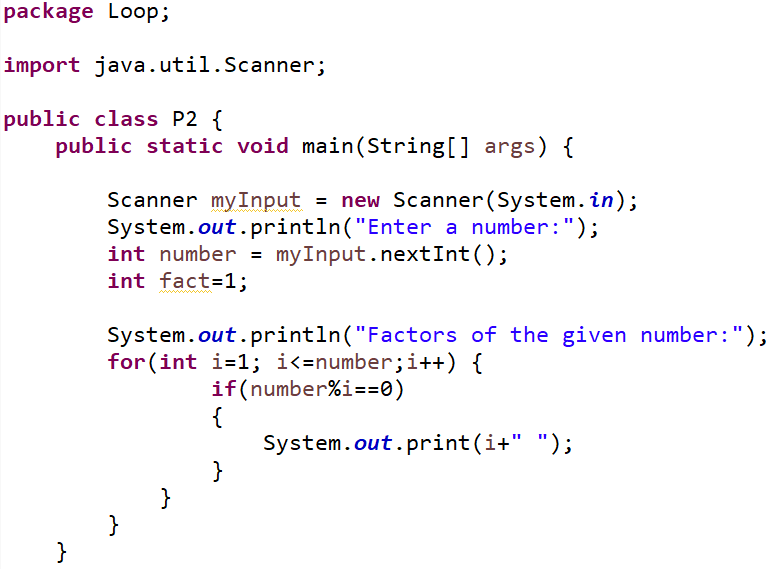 package Loop;
import java.util.Scanner;
public class P2 {
public static void main(String[] args) {
Scanner myInput = new Scanner(System.in);
System.out.println("Enter a number:");
int number = myInput.nextInt();
int fact=1;
System.out.println("Factors of the given number:");
for(int i=1; i<=number;i++) {
if(number%i==0)
{
System.out.print(i+" ");
}
}
}
}